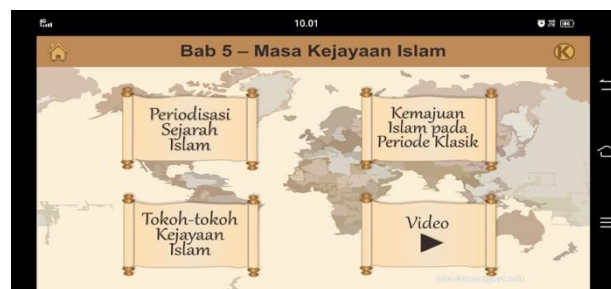 10.01
Bab 5 – Masa Kejayaan Islam
K
Periodisasi
Sejarah
Islam
Kemajuan
Islam pada
Periode Klasik
Tokoh-tokoh
Kejayaan
Islam
Video